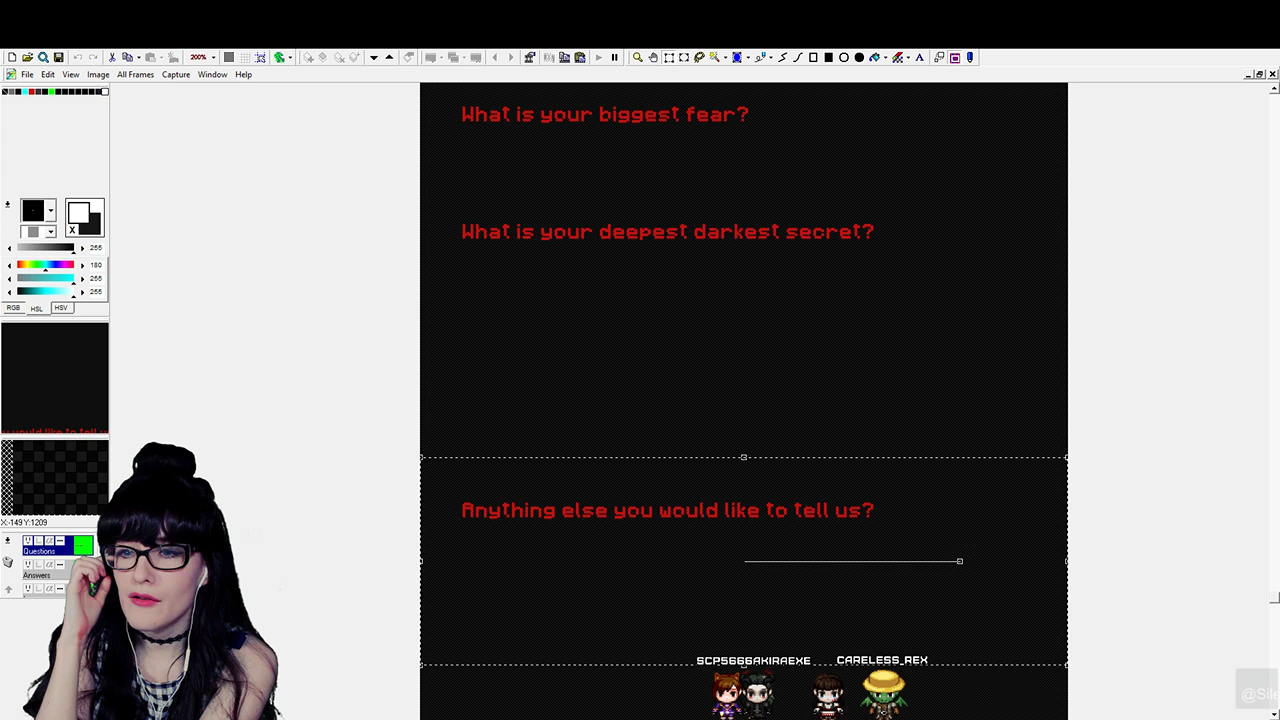 200%
File Edit View Image All Frames Capture Window Help
What is your biggest fear?
What is your deepest darkest secret?
X
255
180
255
255
RGB HSL HSV
Anything else you would like to tell us?
X:-149 Y:1209
Questions
Answers
SCP5666AKIRAEXE CARELESS_REX
@Sile